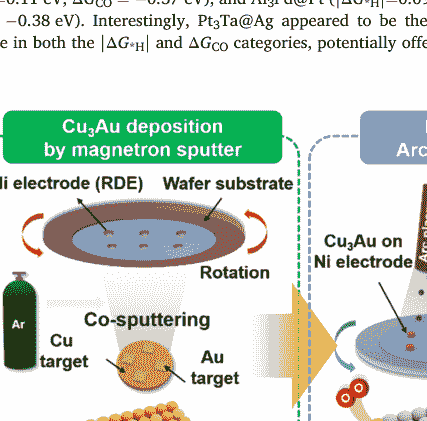 − 0.38 eV). Interestingly, Pt₃Ta@Ag appeared to be the
e in both the |ΔG*H| and ΔGCO categories, potentially offe
Cu₃Au deposition
by magnetron sputter
Arc
electrode (RDE)
Wafer substrate
Rotation
Cu₃Au on
Ni electrode
Ar
Co-sputtering
Cu
target
Au
target